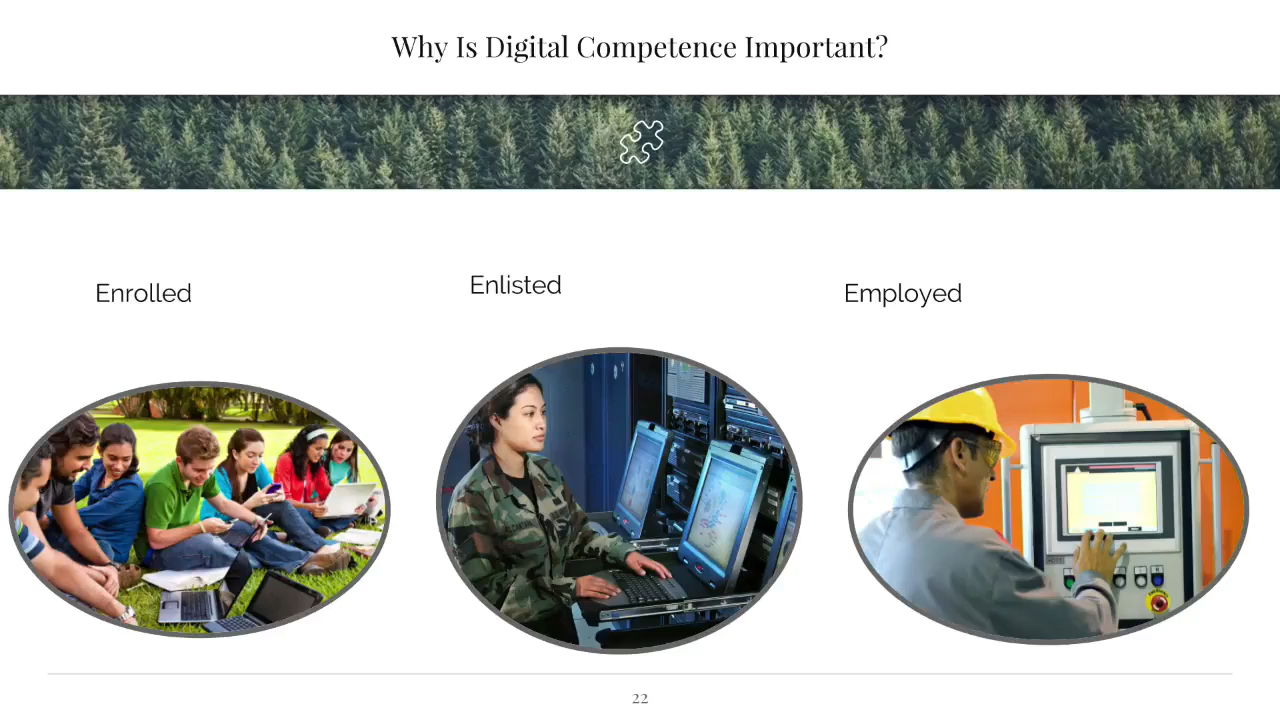 Why Is Digital Competence Important?
Enrolled
Enlisted
Employed
22